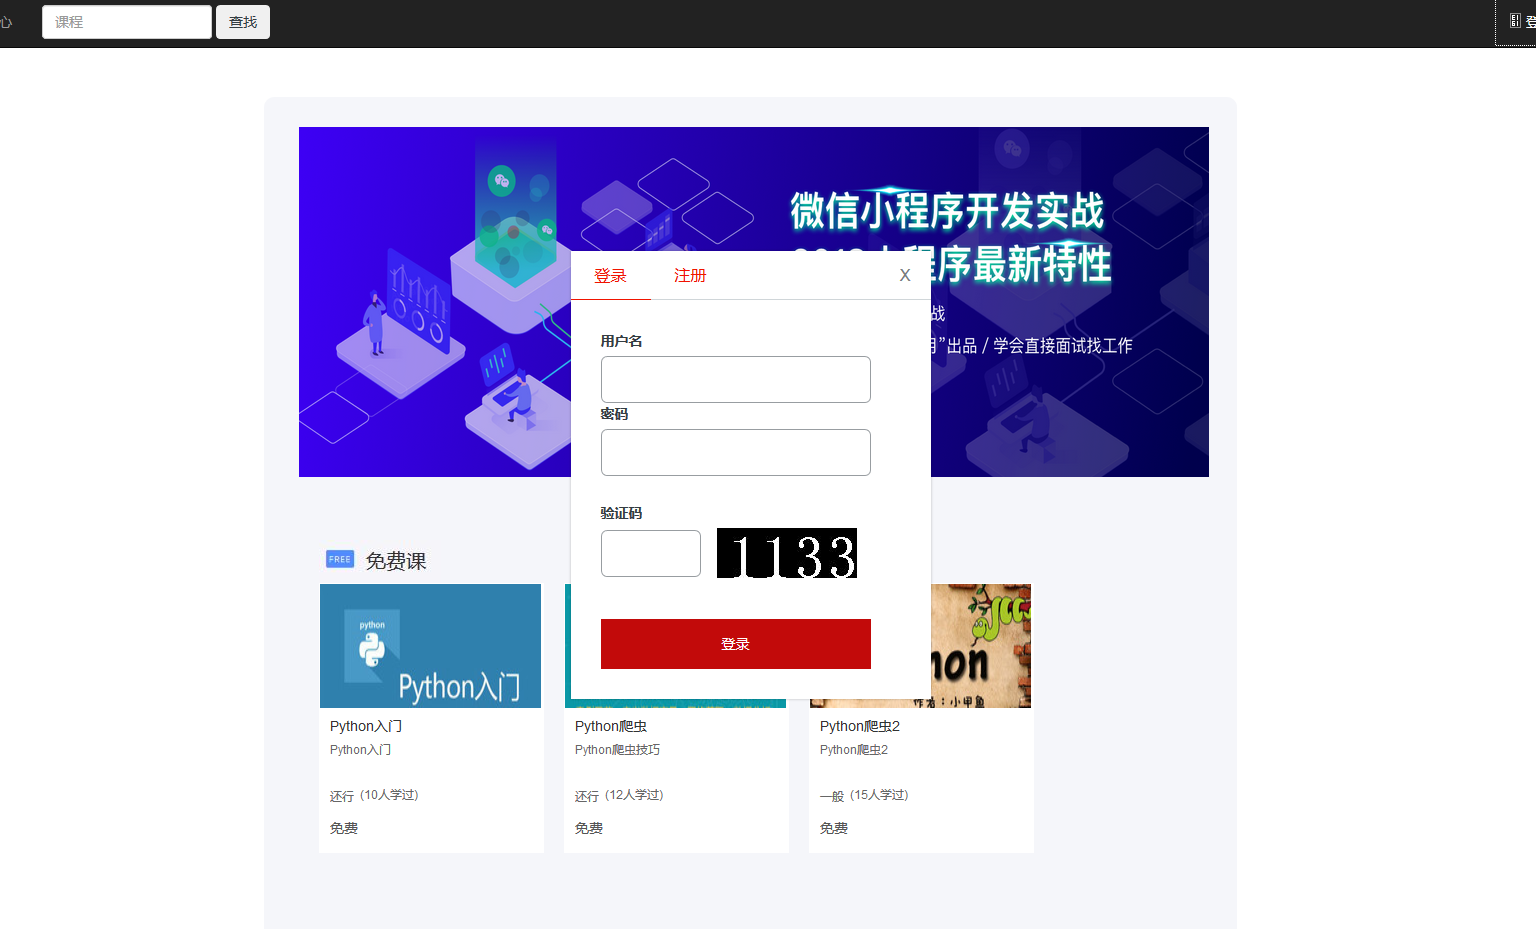 心
课程
查找
登
微信小程序开发实战
程序最新特性
战
出品 / 学会直接面试找工作
登录
注册
X
用户名
密码
验证码
1133
登录
FREE
免费课
python
Python入门
作者：小甲鱼
Python入门
Python入门
还行 (10人学过)
免费
Python爬虫
Python爬虫技巧
还行 (12人学过)
免费
Python爬虫2
Python爬虫2
一般 (15人学过)
免费